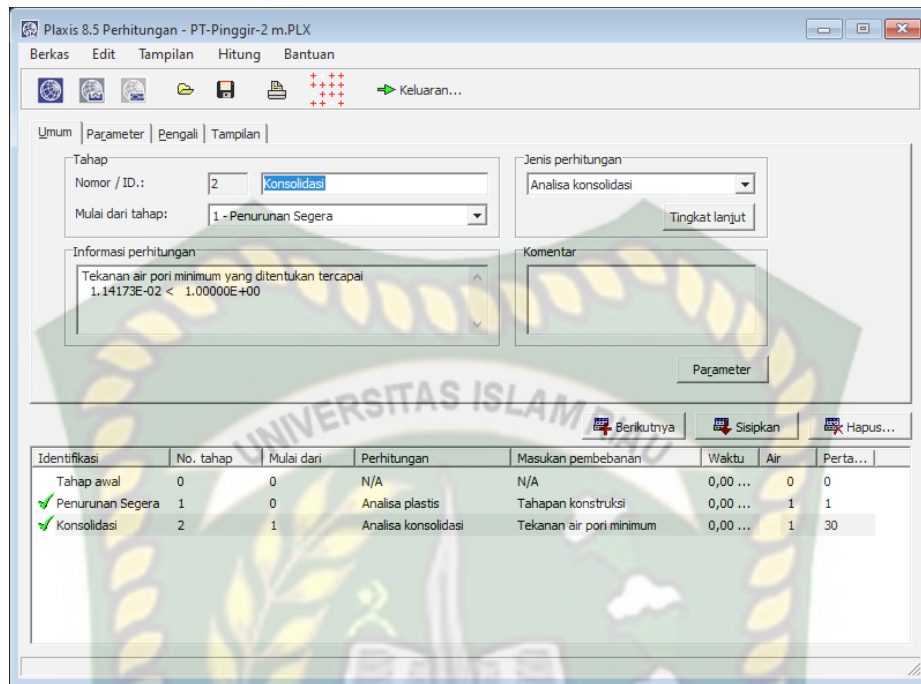 Plaxis 8.5 Perhitungan - PT-Pinggir-2 m.PLX
Berkas Edit Tampilan Hitung Bantuan
Keluaran...
Umum Parameter Pengali Tampilan
Tahap
Nomor / ID.: 2 Konsolidasi
Mulai dari tahap: 1 - Penurunan Segera
Jenis perhitungan
Analisa konsolidasi
Tingkat lanjut
Informasi perhitungan
Tekanan air pori minimum yang ditentukan tercapai
1.14173E-02 < 1.00000E+00
Komentar
Parameter
UNIVERSITAS ISLAM RIAU
Berikutnya Sisipkan Hapus...
Identifikasi No. tahap Mulai dari Perhitungan Masukan pembebanan Waktu Air Perta...
Tahap awal 0 0 N/A N/A 0,00 ... 0 0
Penurunan Segera 1 0 Analisa plastis Tahapan konstruksi 0,00 ... 1 1
Konsolidasi 2 1 Analisa konsolidasi Tekanan air pori minimum 0,00 ... 1 30